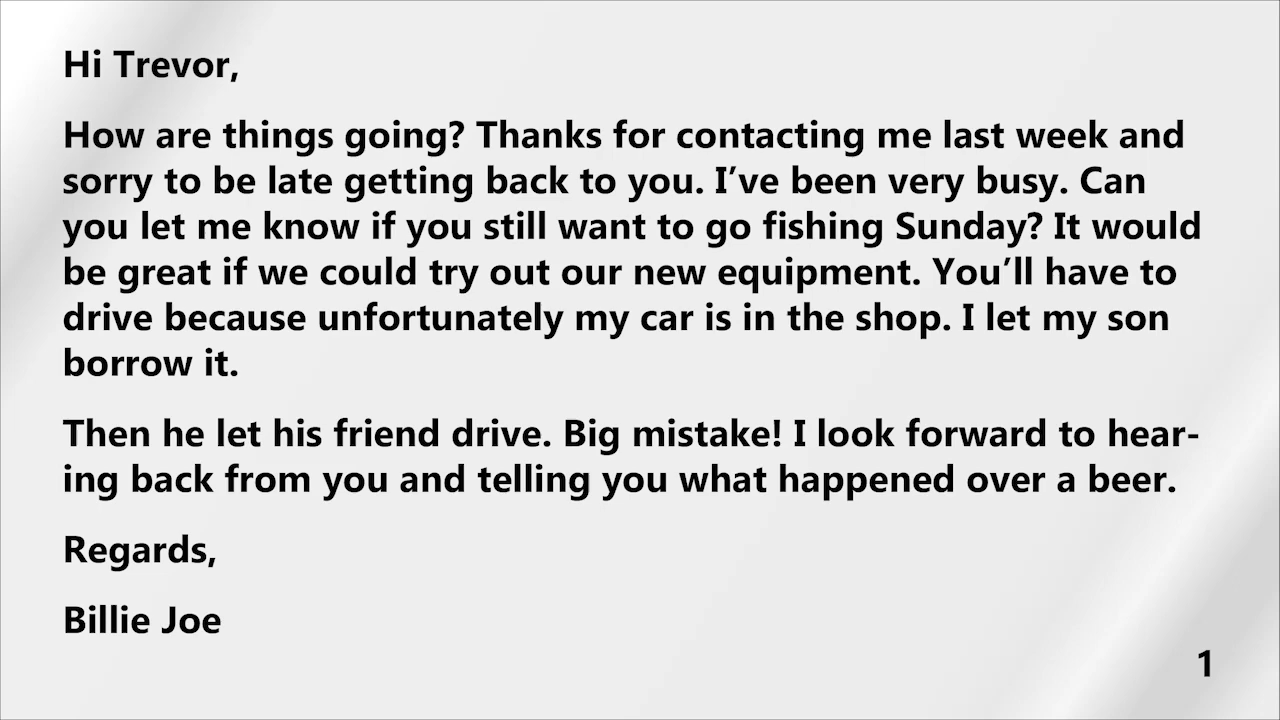 Hi Trevor,
How are things going? Thanks for contacting me last week and
sorry to be late getting back to you. I’ve been very busy. Can
you let me know if you still want to go fishing Sunday? It would
be great if we could try out our new equipment. You’ll have to
drive because unfortunately my car is in the shop. I let my son
borrow it.
Then he let his friend drive. Big mistake! I look forward to hear-
ing back from you and telling you what happened over a beer.
Regards,
Billie Joe
1